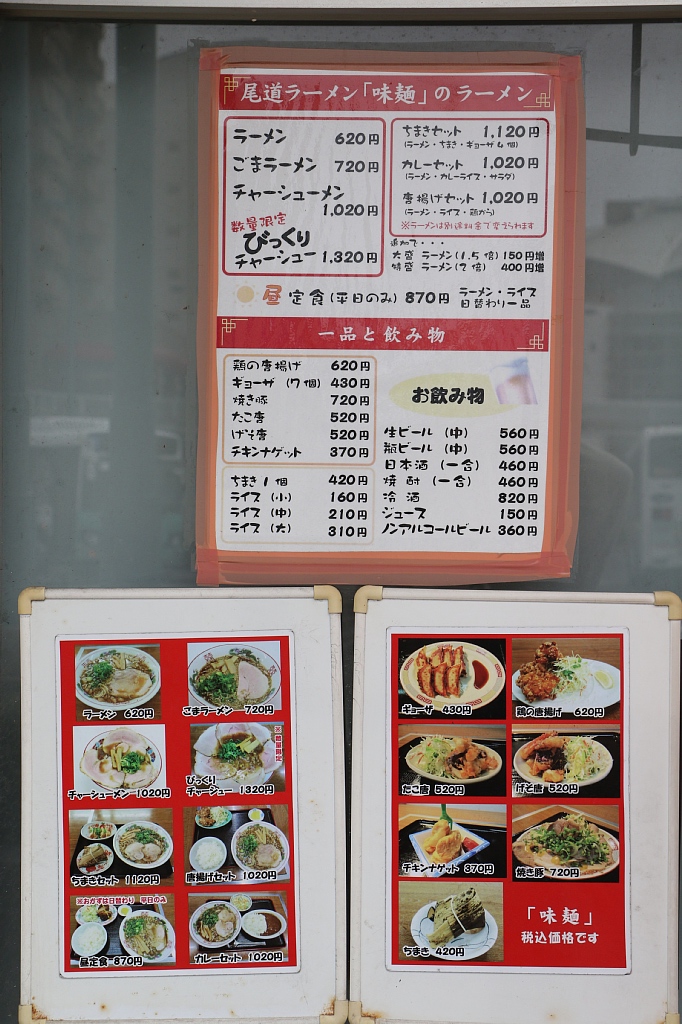 尾道ラーメン「味麺」のラーメン
ラーメン 620円
ごまラーメン 720円
チャーシューメン
1,020円
数量限定
びっくり
チャーシュー 1,320円
ちまきセット 1,120円
(ラーメン・ちまき・ギョーザ4個)
カレーセット 1,020円
(ラーメン・カレーライス・サラダ)
唐揚げセット 1,020円
(ラーメン・ライス・鶏から)
※ラーメンは別途料金で変えられます
追加で・・・
大盛 ラーメン(1.5倍) 150円増
特盛 ラーメン(2倍) 400円増
昼定食(平日のみ) 870円
ラーメン・ライス
日替わり一品
一品と飲み物
鶏の唐揚げ 620円
ギョーザ (7個) 430円
焼き豚 720円
たこ唐 520円
げそ唐 520円
チキンナゲット 370円
ちまき1個 420円
ライス (小) 160円
ライス (中) 210円
ライス (大) 310円
お飲み物
生ビール (中) 560円
瓶ビール (中) 560円
日本酒 (一合) 460円
焼酎 (一合) 460円
冷酒 820円
ジュース 150円
ノンアルコールビール 360円
ラーメン 620円
ごまラーメン 720円
チャーシューメン 1020円
※数量限定
びっくり
チャーシュー 1320円
ちまきセット 1120円
唐揚げセット 1020円
※おかずは日替わり 平日のみ
昼定食 870円
カレーセット 1020円
ギョーザ 430円
鶏の唐揚げ 620円
たこ唐 520円
げそ唐 520円
チキンナゲット 370円
焼き豚 720円
ちまき 420円
「味麺」
税込価格です